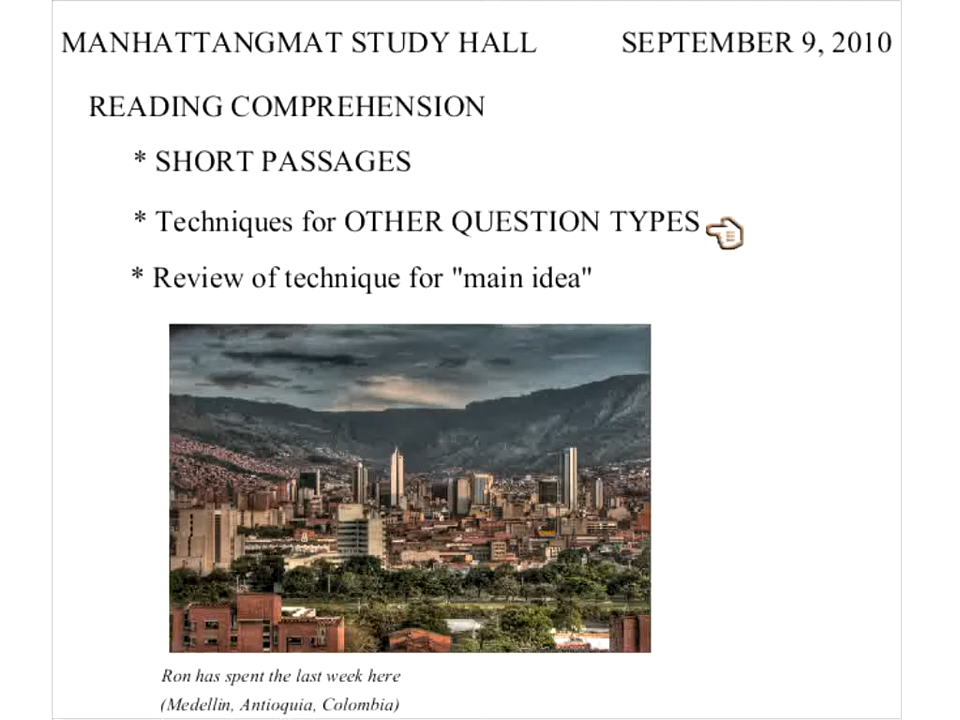 MANHATTANGMAT STUDY HALL SEPTEMBER 9, 2010
READING COMPREHENSION
* SHORT PASSAGES
* Techniques for OTHER QUESTION TYPES
* Review of technique for "main idea"
Ron has spent the last week here
(Medellin, Antioquia, Colombia)